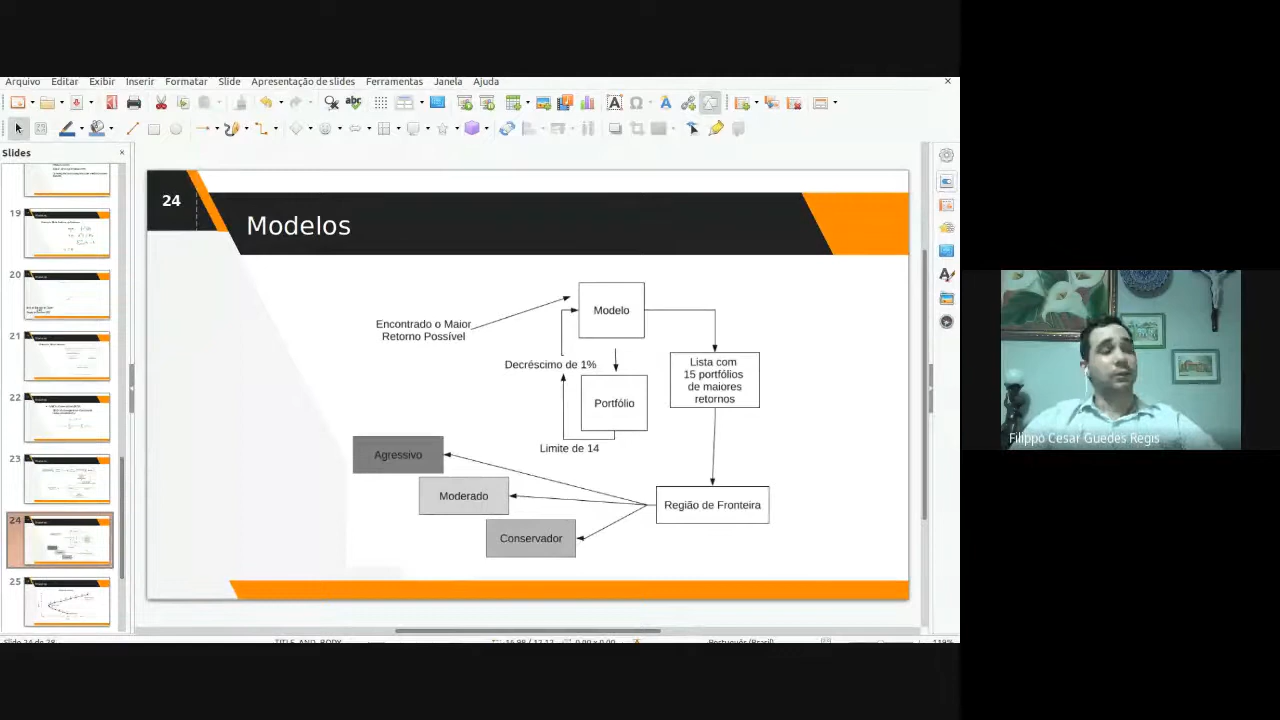 Arquivo Editar Exibir Inserir Formatar Slide Apresentação de slides Ferramentas Janela Ajuda
Slides
24
Modelos
Encontrado o Maior
Retorno Possível
Modelo
Decréscimo de 1%
Lista com
15 portfólios
de maiores
retornos
Portfólio
Limite de 14
Agressivo
Moderado
Conservador
Região de Fronteira
19
20
21
22
23
24
25
Filippo Cesar Guedes Regis